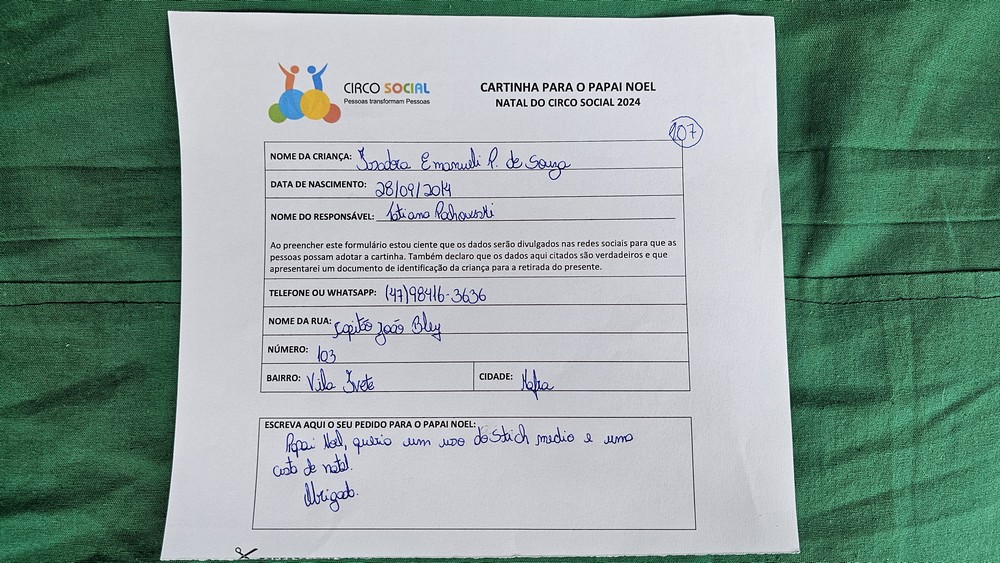 CIRCO SOCIAL
Pessoas transformam Pessoas
CARTINHA PARA O PAPAI NOEL
NATAL DO CIRCO SOCIAL 2024
107
NOME DA CRIANÇA: Isadora Emanueli P. de Souza
DATA DE NASCIMENTO: 28/09/2014
NOME DO RESPONSÁVEL: Tatiana
Ao preencher este formulário estou ciente que os dados serão divulgados nas redes sociais para que as
pessoas possam adotar a cartinha. Também declaro que os dados aqui citados são verdadeiros e que
apresentarei um documento de identificação da criança para a retirada do presente.
TELEFONE OU WHATSAPP: (47)98416-3636
NOME DA RUA: Capitão João Bley
NÚMERO: 103
BAIRRO: Vila Ivete CIDADE: Mafra
ESCREVA AQUI O SEU PEDIDO PARA O PAPAI NOEL:
Papai Noel, queria um urso do Stich medio e uma
cesta de natal.
Obrigado.